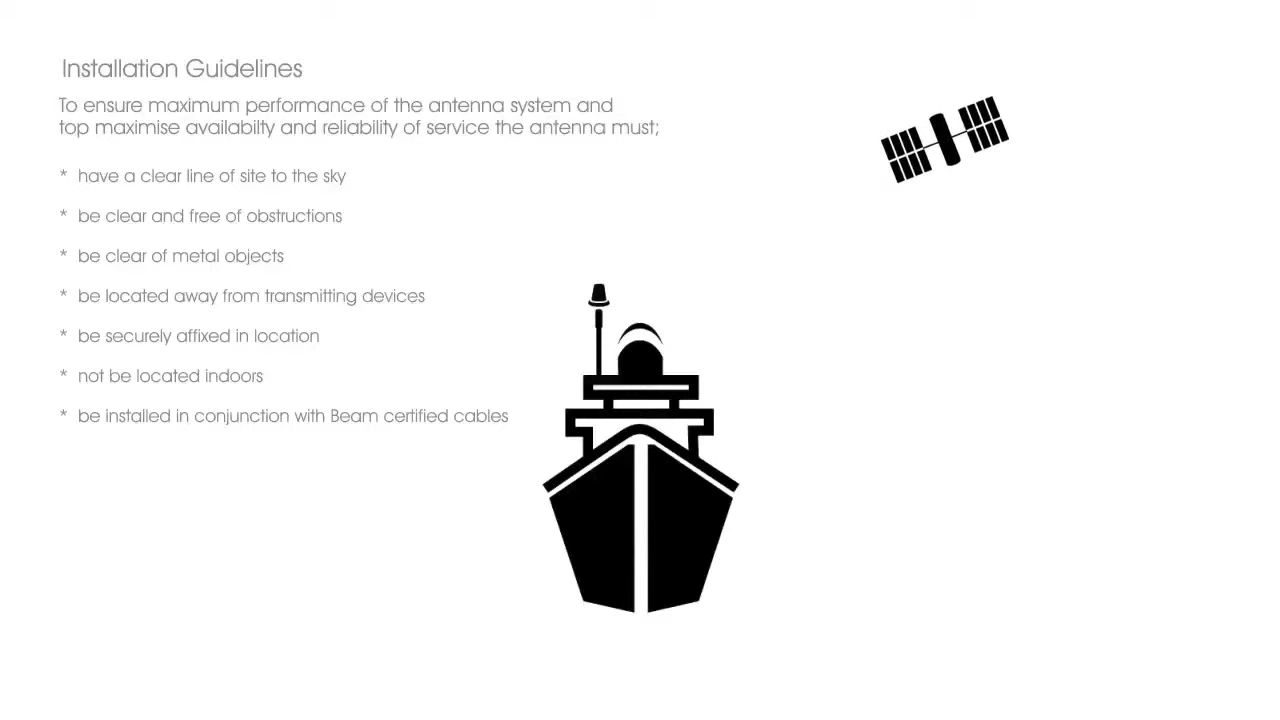 Installation Guidelines
To ensure maximum performance of the antenna system and
top maximise availabilty and reliability of service the antenna must;
* have a clear line of site to the sky
* be clear and free of obstructions
* be clear of metal objects
* be located away from transmitting devices
* be securely affixed in location
* not be located indoors
* be installed in conjunction with Beam certified cables